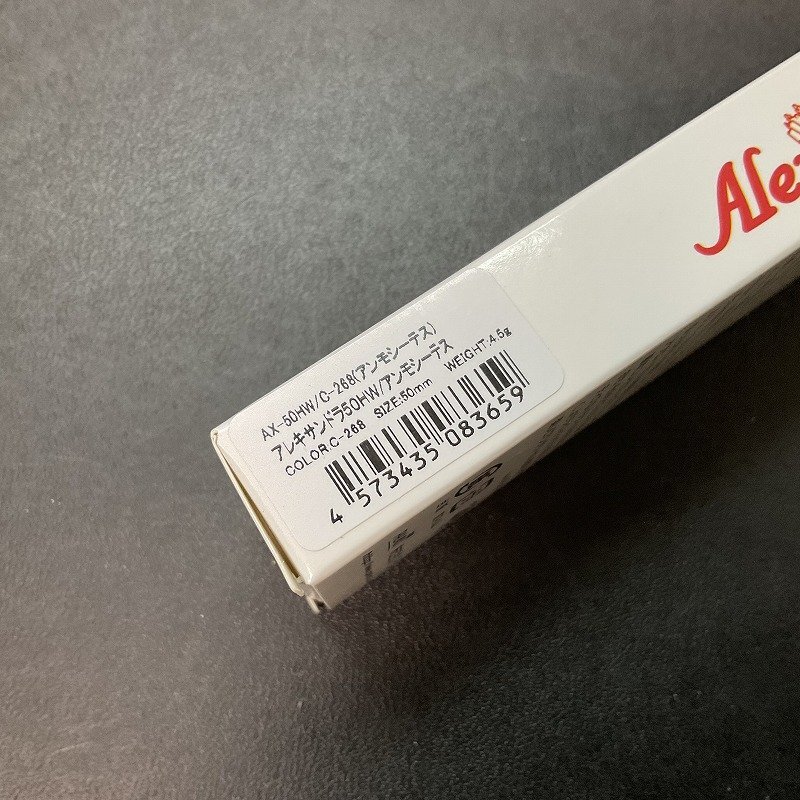 Ale
AX-50HW/C-268(アンモシーテス)
アレキサンドラ50HW/アンモシーテス
COLOR:C-268 SIZE:50mm WEIGHT:4.5g
4 573435 083659